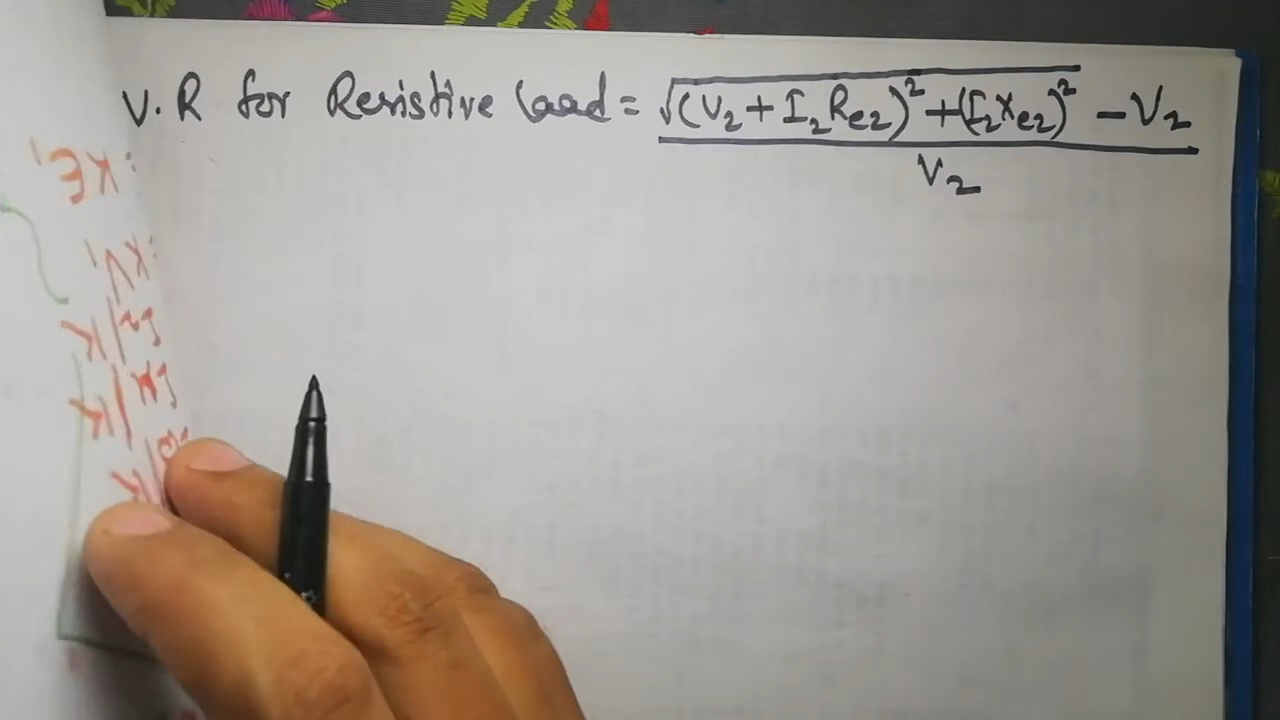 V.R for Resistive Load = √(V₂ + I₂Re₂)² + (I₂Xe₂)² - V₂
V₂